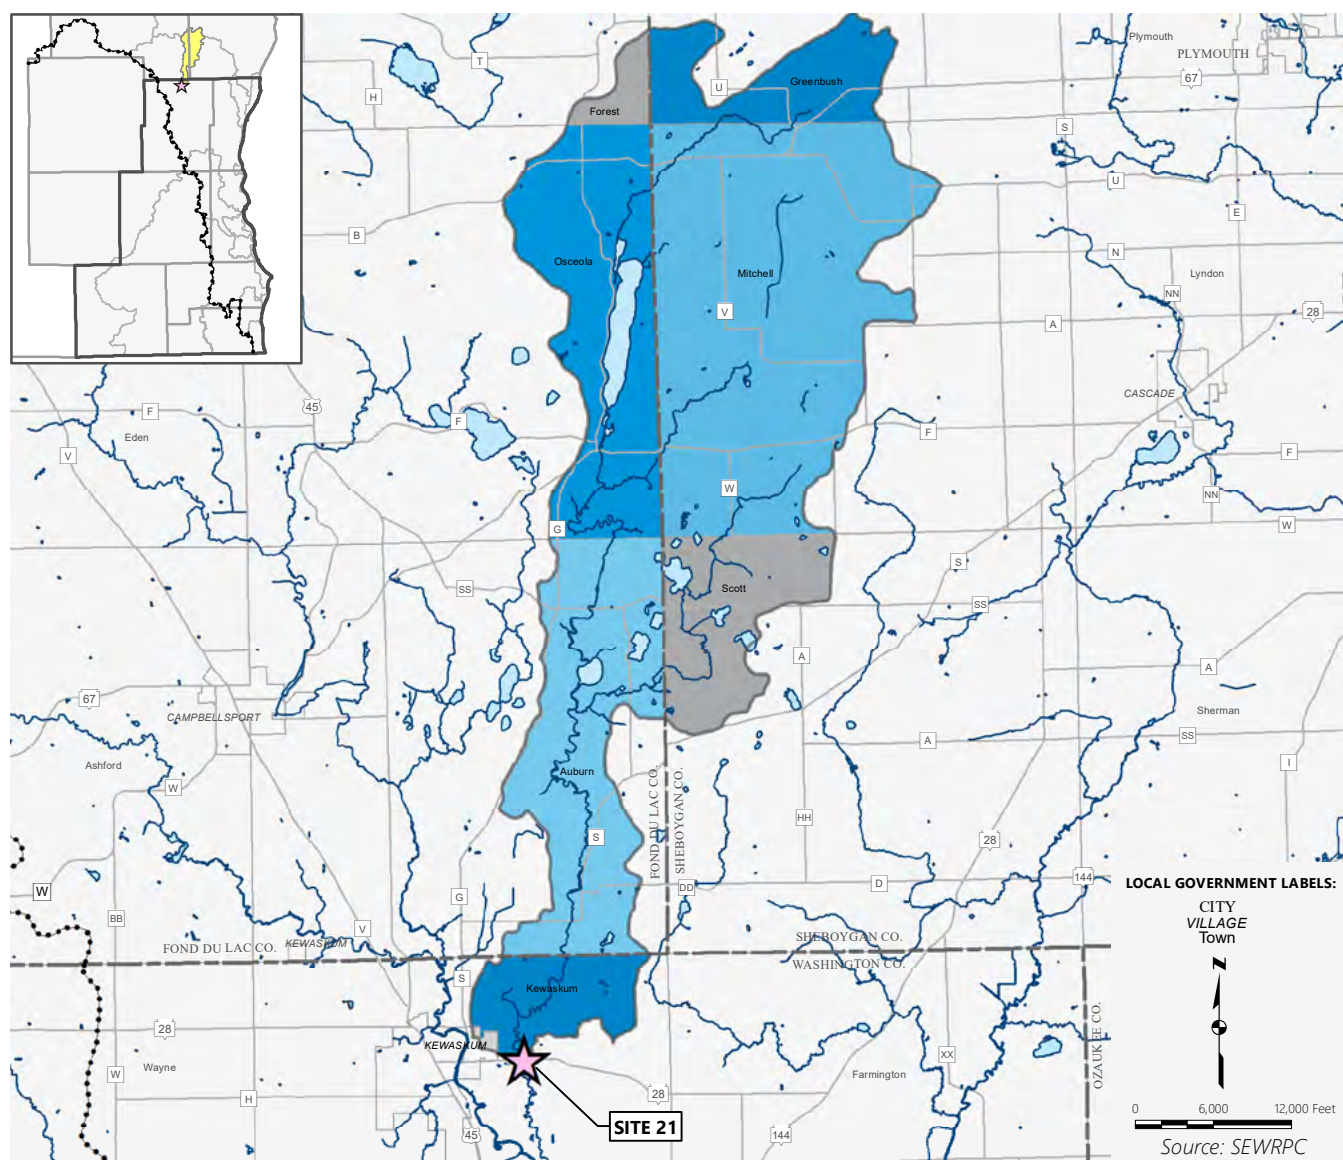 Plymouth
PLYMOUTH
T
67
U
Greenbush
H
Forest
S
U
E
B
N
Osceola
Mitchell
Lyndon
NN
V
28
A
CASCADE
45
F
F
F
Eden
V
F
W
NN
G
W
S
SS
Scott
SS
A
A
67
Sherman
CAMPBELLSPORT
A
SS
Ashford
Auburn
I
W
FOND DU LAC CO.
SHEBOYGAN CO.
HH
S
28
W
DD
D
144
G
BB
V
FOND DU LAC CO.
KEWASKUM
SHEBOYGAN CO.
WASHINGTON CO.
S
Kewaskum
28
KEWASKUM
OZAUKEE CO.
XX
Wayne
W
Farmington
28
H
SITE 21
45
144
LOCAL GOVERNMENT LABELS:
CITY
VILLAGE
Town
N
0 6,000 12,000 Feet
Source: SEWRPC